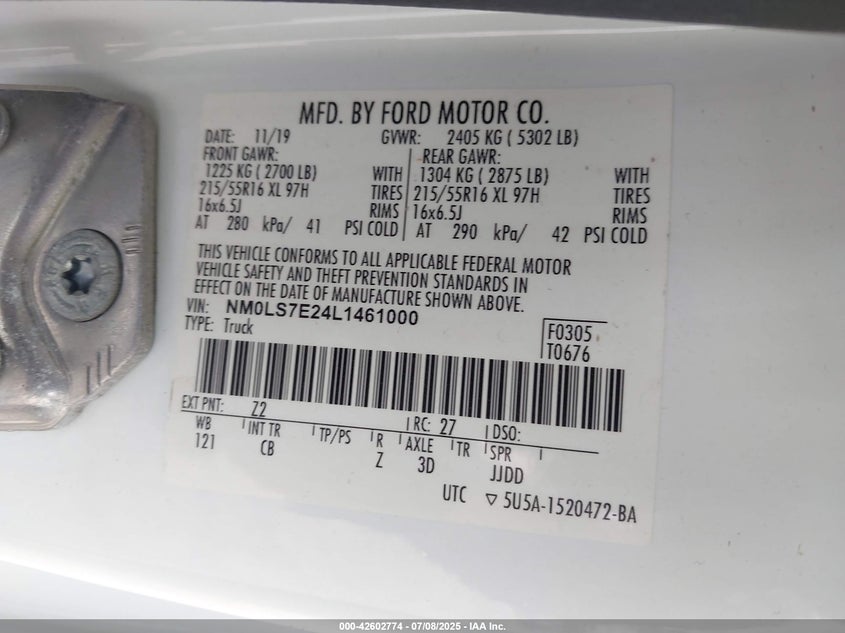 MFD. BY FORD MOTOR CO.
DATE: 11/19 GVWR: 2405 KG ( 5302 LB)
FRONT GAWR: REAR GAWR:
1225 KG ( 2700 LB) WITH 1304 KG ( 2875 LB) WITH
215/55R16 XL 97H TIRES 215/55R16 XL 97H TIRES
16x6.5J RIMS 16x6.5J RIMS
AT 280 kPa/ 41 PSI COLD AT 290 kPa/ 42 PSI COLD
THIS VEHICLE CONFORMS TO ALL APPLICABLE FEDERAL MOTOR
VEHICLE SAFETY AND THEFT PREVENTION STANDARDS IN
EFFECT ON THE DATE OF MANUFACTURE SHOWN ABOVE.
VIN: NM0LS7E24L1461000
TYPE: Truck
F0305
T0676
EXT PNT: Z2 RC: 27 DSO:
WB INT TR TP/PS R AXLE TR SPR
121 CB Z 3D JJDD
UTC ▽ 5U5A-1520472-BA
000-42602774 - 07/08/2025 - IAA Inc.